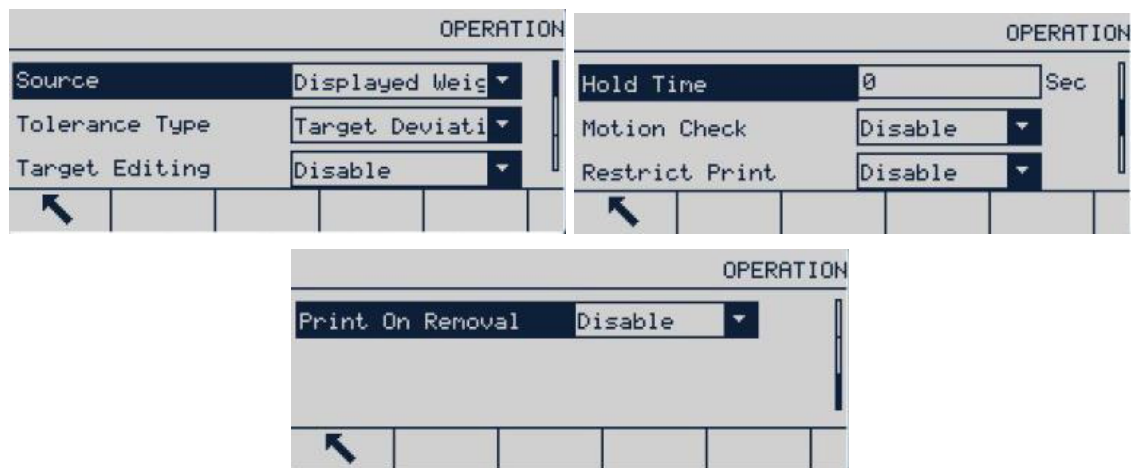 OPERATION
Source Displayed Weig
Tolerance Type Target Deviati
Target Editing Disable
OPERATION
Hold Time 0 Sec
Motion Check Disable
Restrict Print Disable
OPERATION
Print On Removal Disable